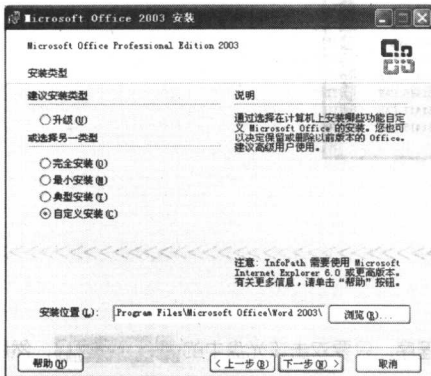 Microsoft Office 2003 安装
Microsoft Office Professional Edition 2003
安装类型
建议安装类型
升级(U)
或选择另一类型
完全安装(O)
最小安装(M)
典型安装(T)
自定义安装(C)
说明
通过选择在计算机上安装哪些功能自定
义 Microsoft Office 的安装。您也可
以决定保留或删除以前版本的 Office。
建议高级用户使用。
注意: InfoPath 需要使用 Microsoft
Internet Explorer 6.0 或更高版本。
有关更多信息,请单击“帮助”按钮。
安装位置(L): .Program Files\Microsoft Office\Word 2003\ 浏览(R)...
帮助(H) <上一步(B) 下一步(N)> 取消